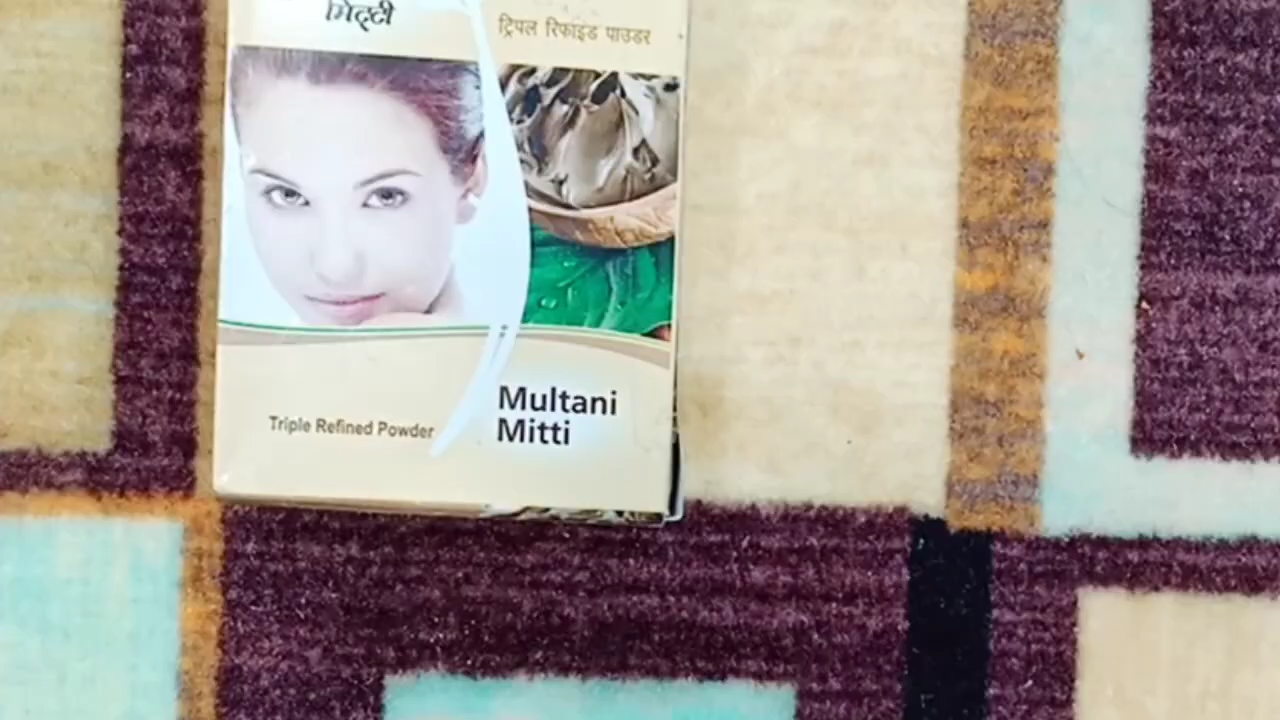 मिट्टी
ट्रिपल रिफाइंड पाउडर
Triple Refined Powder
Multani
Mitti